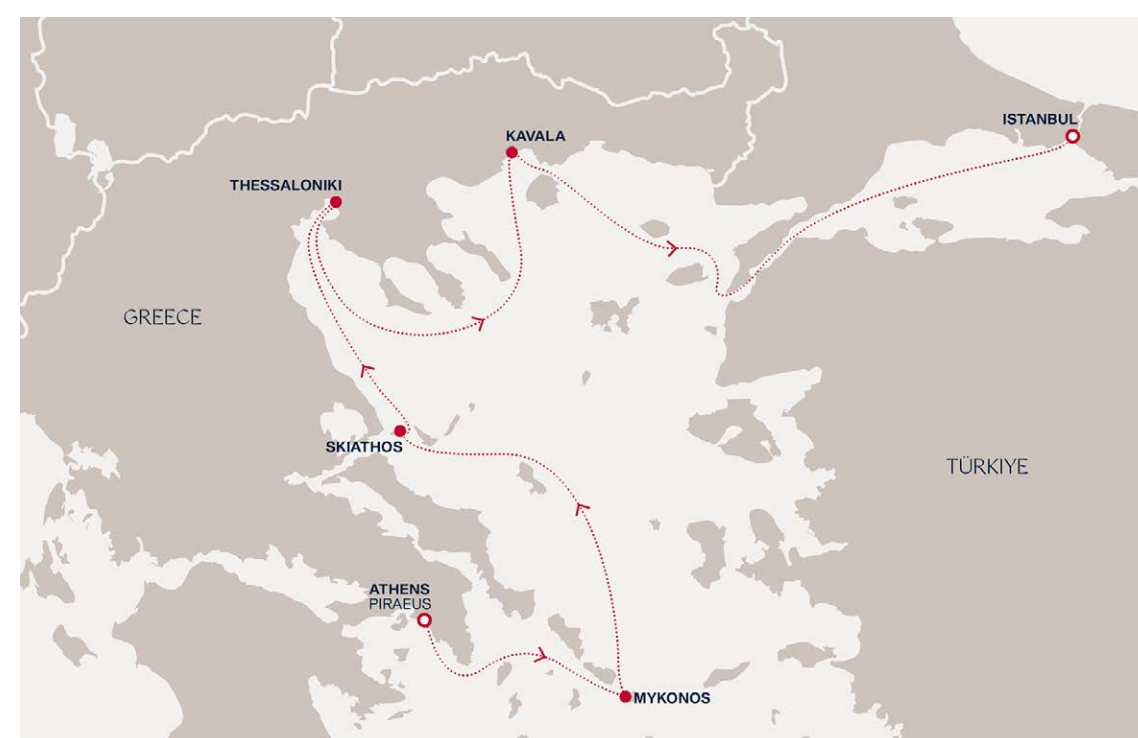 ISTANBUL
KAVALA
THESSALONIKI
GREECE
SKIATHOS
TÜRKIYE
ATHENS
PIRAEUS
MYKONOS